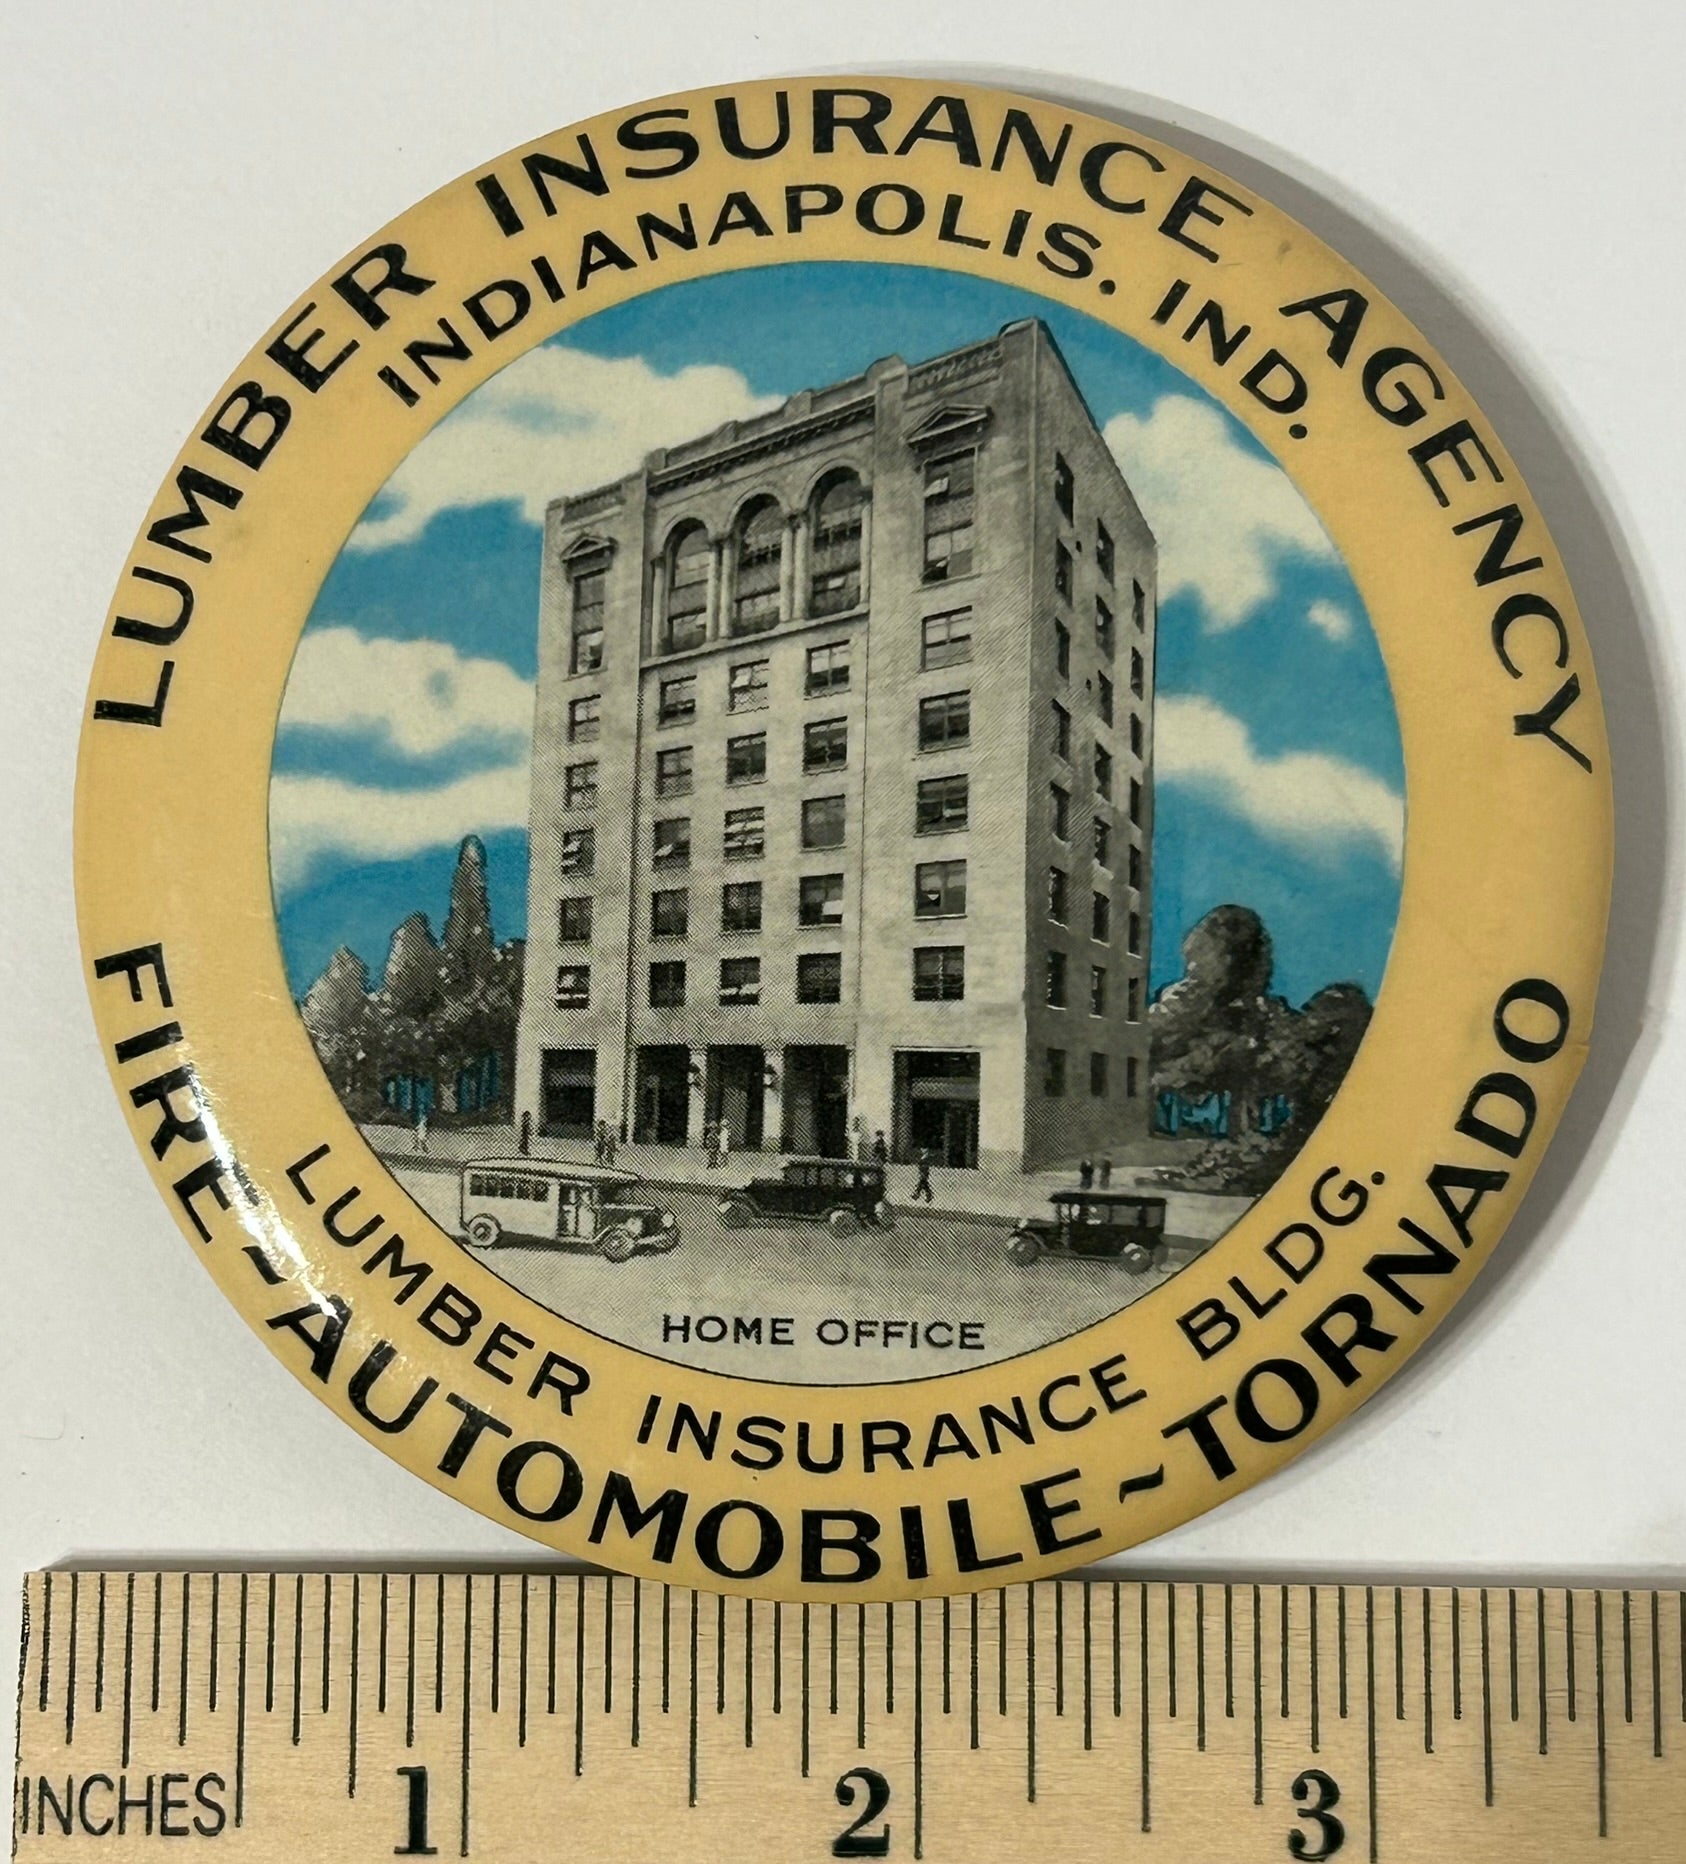 LUMBER INSURANCE AGENCY
INDIANAPOLIS. IND.
HOME OFFICE
LUMBER INSURANCE BLDG.
FIRE~AUTOMOBILE~TORNADO
INCHES 1 2 3